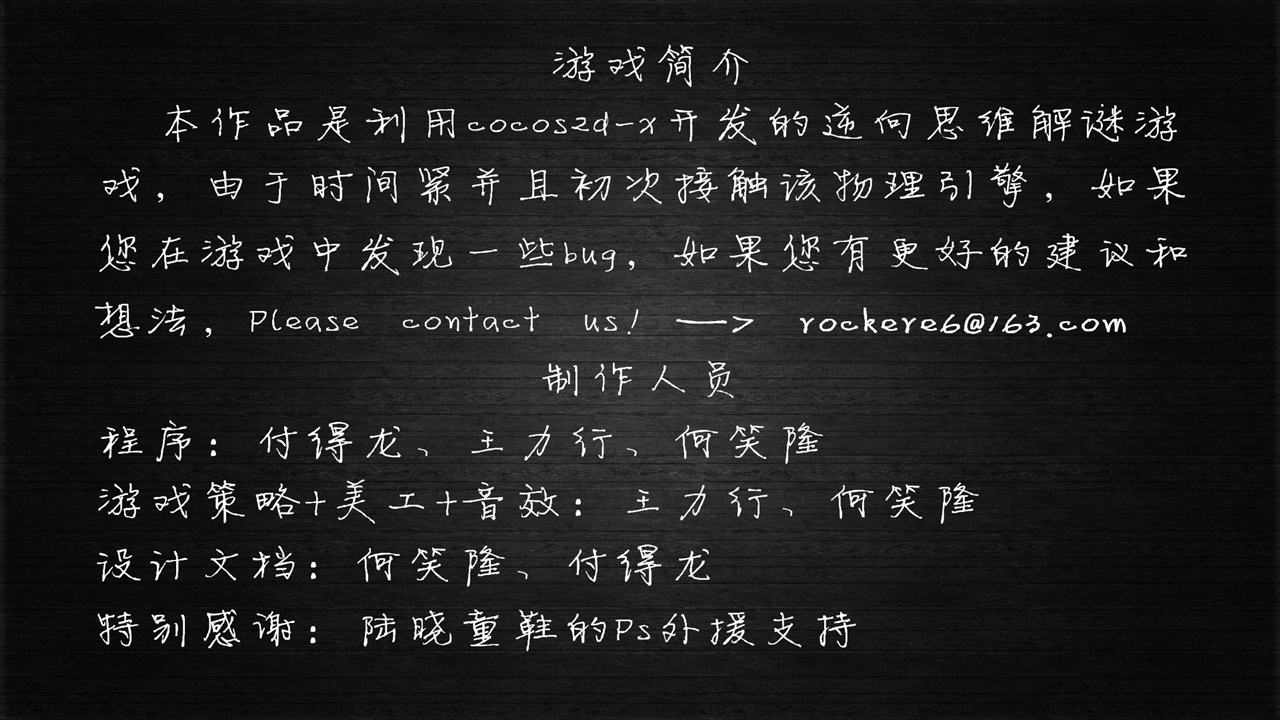 游戏简介
本作品是利用cocos2d-x开发的逆向思维解谜游
戏，由于时间紧并且初次接触该物理引擎，如果
您在游戏中发现一些bug，如果您有更好的建议和
想法，Please contact us! —> rockere6@163.com
制作人员
程序：付得龙、王力行、何笑隆
游戏策略+美工+音效：王力行、何笑隆
设计文档：何笑隆、付得龙
特别感谢：陆晓童鞋的Ps外援支持